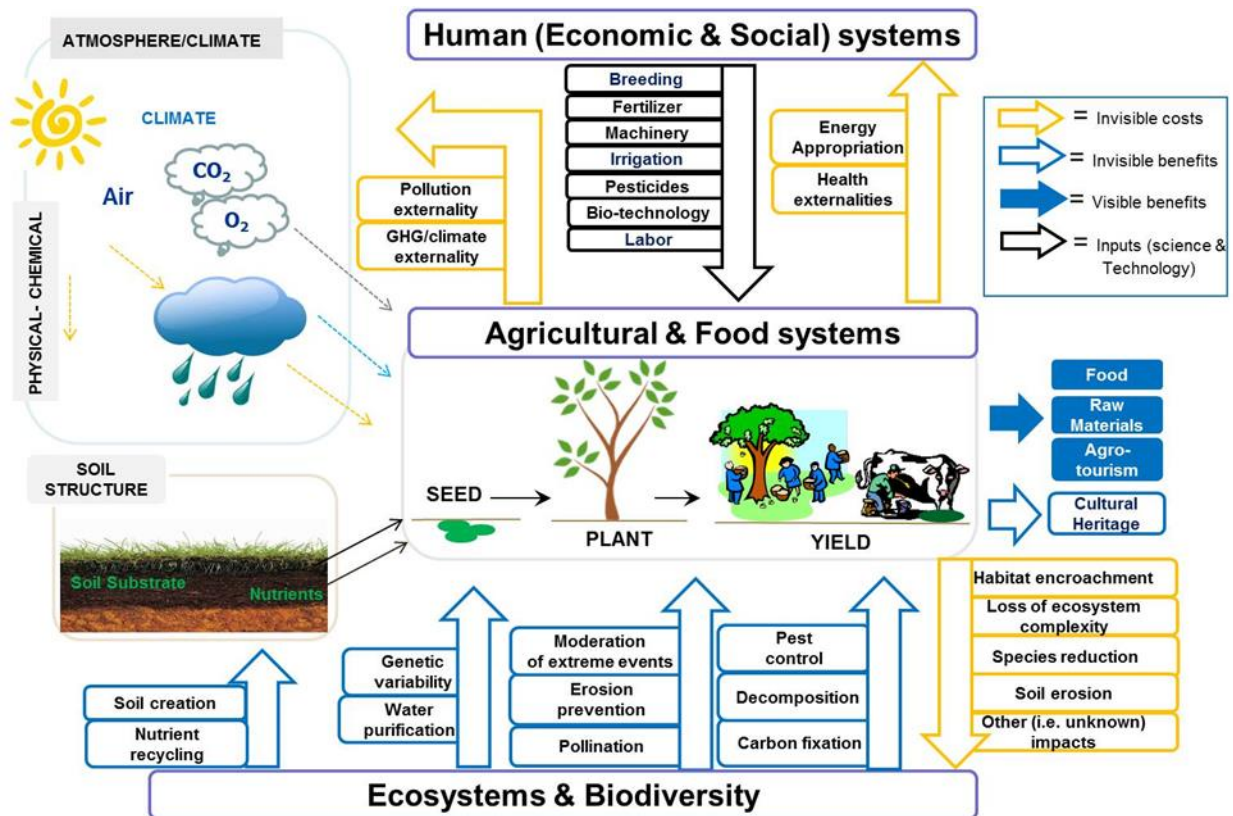 ATMOSPHERE/CLIMATE
CLIMATE
Air
CO₂
O₂
PHYSICAL- CHEMICAL
Human (Economic & Social) systems
Breeding
Fertilizer
Machinery
Irrigation
Pesticides
Bio-technology
Labor
Pollution
externality
GHG/climate
externality
Energy
Appropriation
Health
externalities
= Invisible costs
= Invisible benefits
= Visible benefits
= Inputs (science &
Technology)
Agricultural & Food systems
SEED
PLANT
YIELD
Food
Raw
Materials
Agro-
tourism
Cultural
Heritage
SOIL
STRUCTURE
Soil Substrate
Nutrients
Soil creation
Nutrient
recycling
Genetic
variability
Water
purification
Moderation
of extreme events
Erosion
prevention
Pollination
Pest
control
Decomposition
Carbon fixation
Habitat encroachment
Loss of ecosystem
complexity
Species reduction
Soil erosion
Other (i.e. unknown)
impacts
Ecosystems & Biodiversity